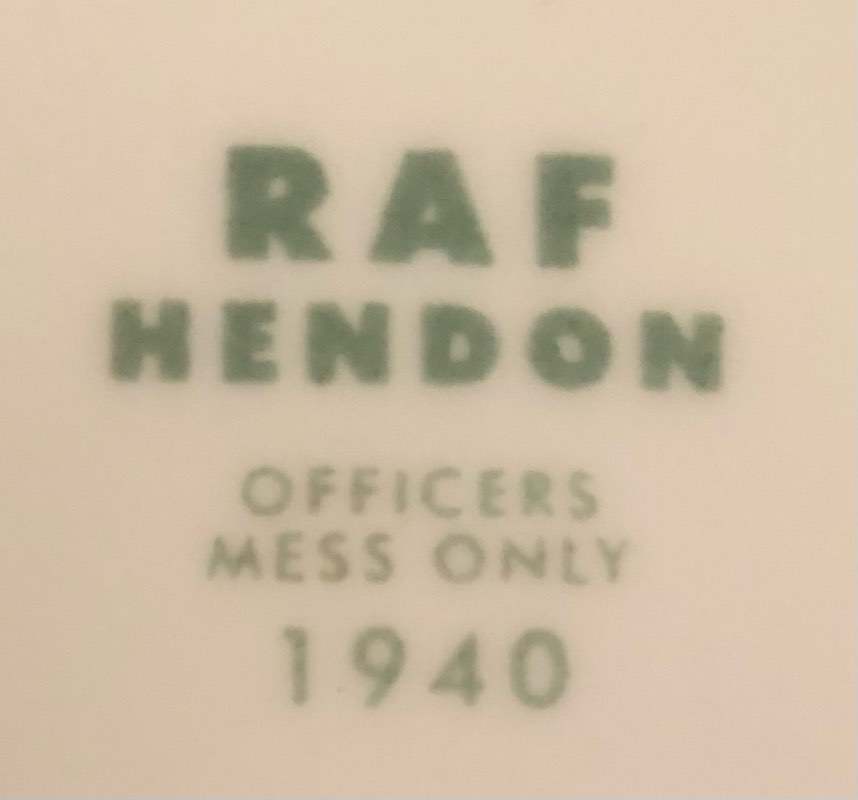 RAF
HENDON
OFFICERS
MESS ONLY
1940